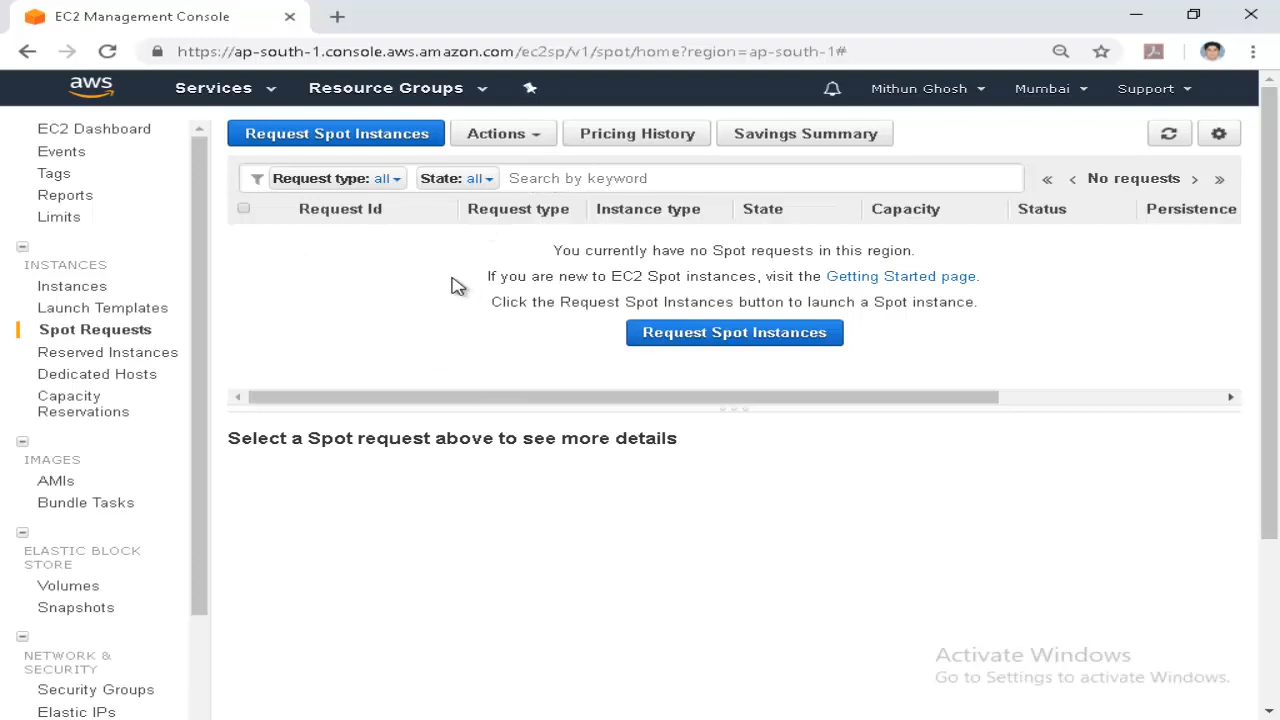 EC2 Management Console
https://ap-south-1.console.aws.amazon.com/ec2sp/v1/spot/home?region=ap-south-1#
aws Services Resource Groups Mithun Ghosh Mumbai Support
EC2 Dashboard
Events
Tags
Reports
Limits
INSTANCES
Instances
Launch Templates
Spot Requests
Reserved Instances
Dedicated Hosts
Capacity
Reservations
IMAGES
AMIs
Bundle Tasks
ELASTIC BLOCK
STORE
Volumes
Snapshots
NETWORK &
SECURITY
Security Groups
Elastic IPs
Request Spot Instances Actions Pricing History Savings Summary
Request type: all State: all Search by keyword No requests
Request Id Request type Instance type State Capacity Status Persistence
You currently have no Spot requests in this region.
If you are new to EC2 Spot instances, visit the Getting Started page.
Click the Request Spot Instances button to launch a Spot instance.
Request Spot Instances
Select a Spot request above to see more details
Activate Windows
Go to Settings to activate Windows.